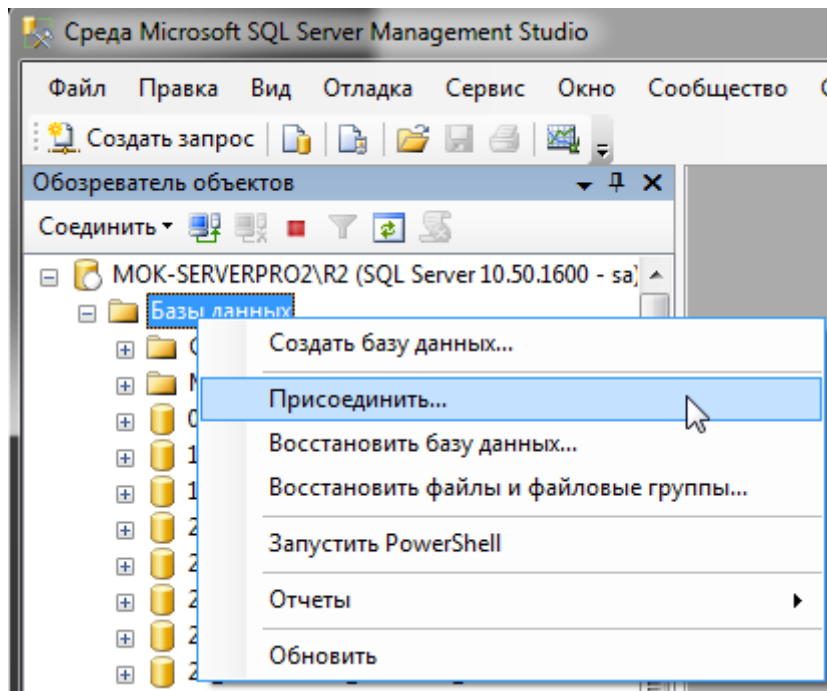 Среда Microsoft SQL Server Management Studio
Файл Правка Вид Отладка Сервис Окно Сообщество
Создать запрос
Обозреватель объектов
Соединить
MOK-SERVERPRO2\R2 (SQL Server 10.50.1600 - sa)
Базы данных
Создать базу данных...
Присоединить...
Восстановить базу данных...
Восстановить файлы и файловые группы...
Запустить PowerShell
Отчеты
Обновить